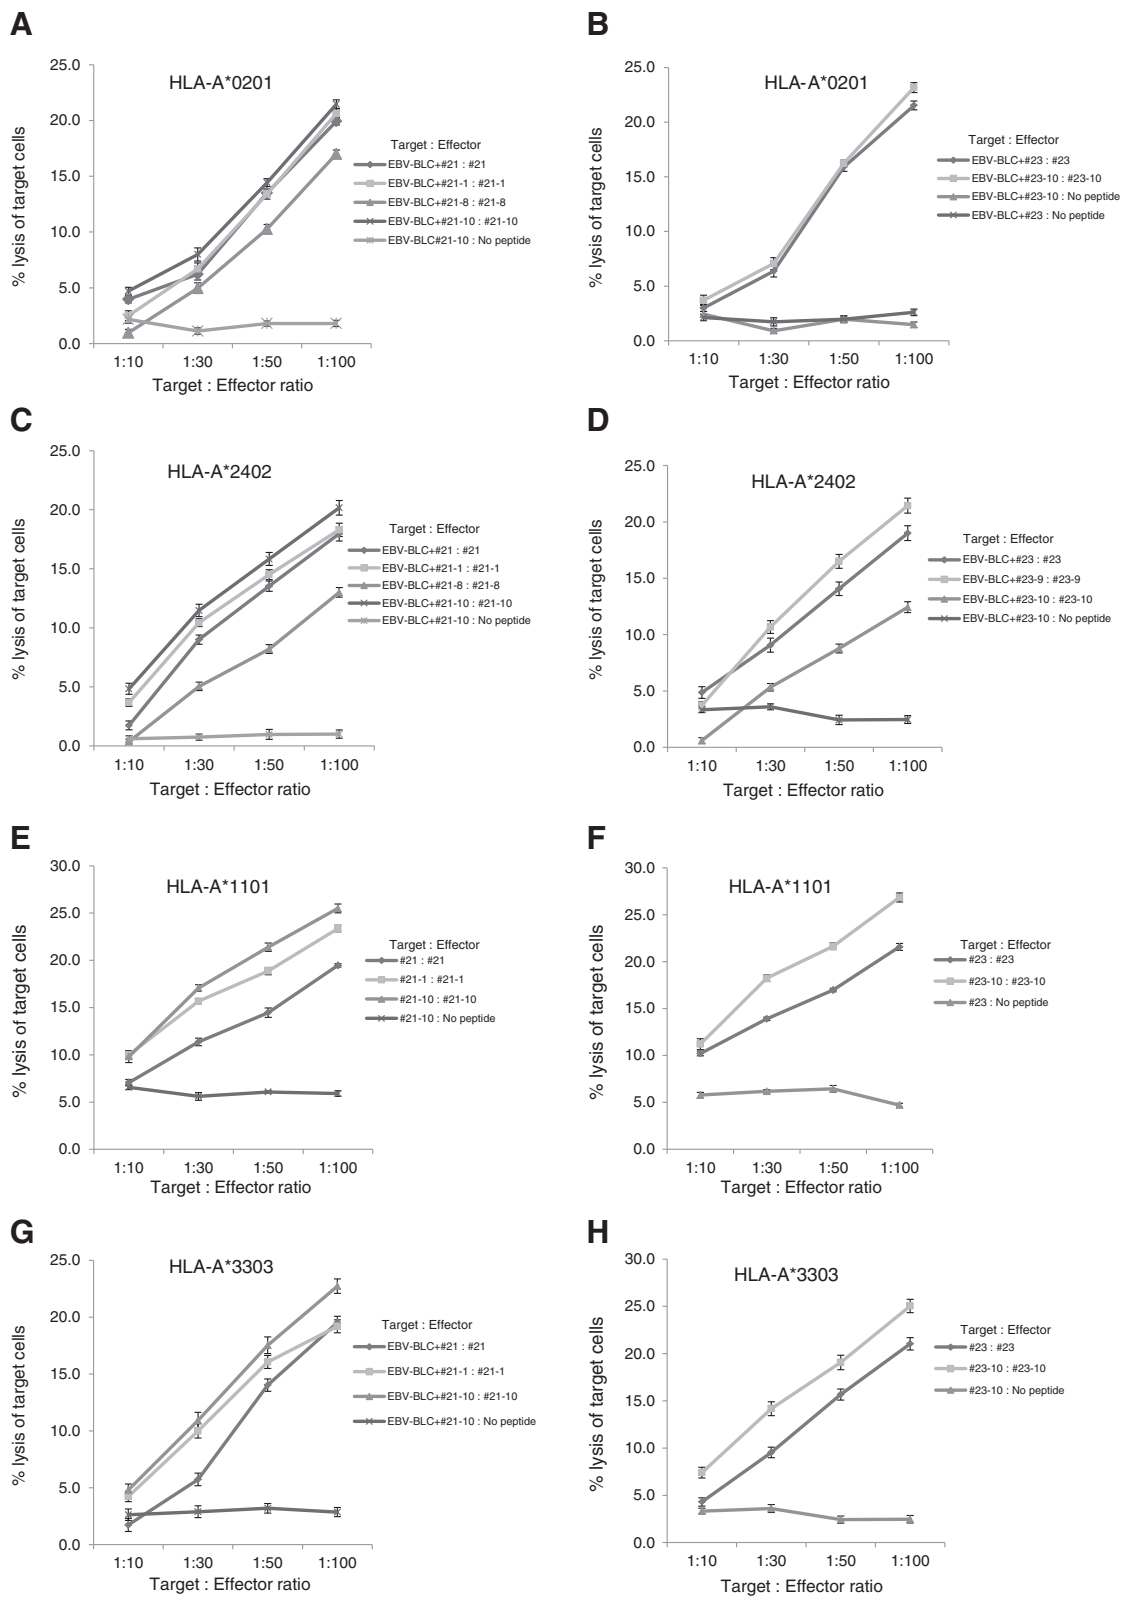 A
HLA-A*0201
% lysis of target cells
25.0
20.0
15.0
10.0
5.0
0.0
1:10 1:30 1:50 1:100
Target : Effector ratio
Target : Effector
EBV-BLC+#21 : #21
EBV-BLC+#21-1 : #21-1
EBV-BLC+#21-8 : #21-8
EBV-BLC+#21-10 : #21-10
EBV-BLC#21-10 : No peptide
B
HLA-A*0201
% lysis of target cells
25.0
20.0
15.0
10.0
5.0
0.0
1:10 1:30 1:50 1:100
Target : Effector ratio
Target : Effector
EBV-BLC+#23 : #23
EBV-BLC+#23-10 : #23-10
EBV-BLC+#23-10 : No peptide
EBV-BLC+#23 : No peptide
C
HLA-A*2402
% lysis of target cells
25.0
20.0
15.0
10.0
5.0
0.0
1:10 1:30 1:50 1:100
Target : Effector ratio
Target : Effector
EBV-BLC+#21 : #21
EBV-BLC+#21-1 : #21-1
EBV-BLC+#21-8 : #21-8
EBV-BLC+#21-10 : #21-10
EBV-BLC+#21-10 : No peptide
D
HLA-A*2402
% lysis of target cells
25.0
20.0
15.0
10.0
5.0
0.0
1:10 1:30 1:50 1:100
Target : Effector ratio
Target : Effector
EBV-BLC+#23 : #23
EBV-BLC+#23-9 : #23-9
EBV-BLC+#23-10 : #23-10
EBV-BLC+#23-10 : No peptide
E
HLA-A*1101
% lysis of target cells
30.0
25.0
20.0
15.0
10.0
5.0
0.0
1:10 1:30 1:50 1:100
Target : Effector ratio
Target : Effector
#21 : #21
#21-1 : #21-1
#21-10 : #21-10
#21-10 : No peptide
F
HLA-A*1101
% lysis of target cells
30.0
25.0
20.0
15.0
10.0
5.0
0.0
1:10 1:30 1:50 1:100
Target : Effector ratio
Target : Effector
#23 : #23
#23-10 : #23-10
#23 : No peptide
G
HLA-A*3303
% lysis of target cells
25.0
20.0
15.0
10.0
5.0
0.0
1:10 1:30 1:50 1:100
Target : Effector ratio
Target : Effector
EBV-BLC+#21 : #21
EBV-BLC+#21-1 : #21-1
EBV-BLC+#21-10 : #21-10
EBV-BLC+#21-10 : No peptide
H
HLA-A*3303
% lysis of target cells
30.0
25.0
20.0
15.0
10.0
5.0
0.0
1:10 1:30 1:50 1:100
Target : Effector ratio
Target : Effector
#23 : #23
#23-10 : #23-10
#23-10 : No peptide